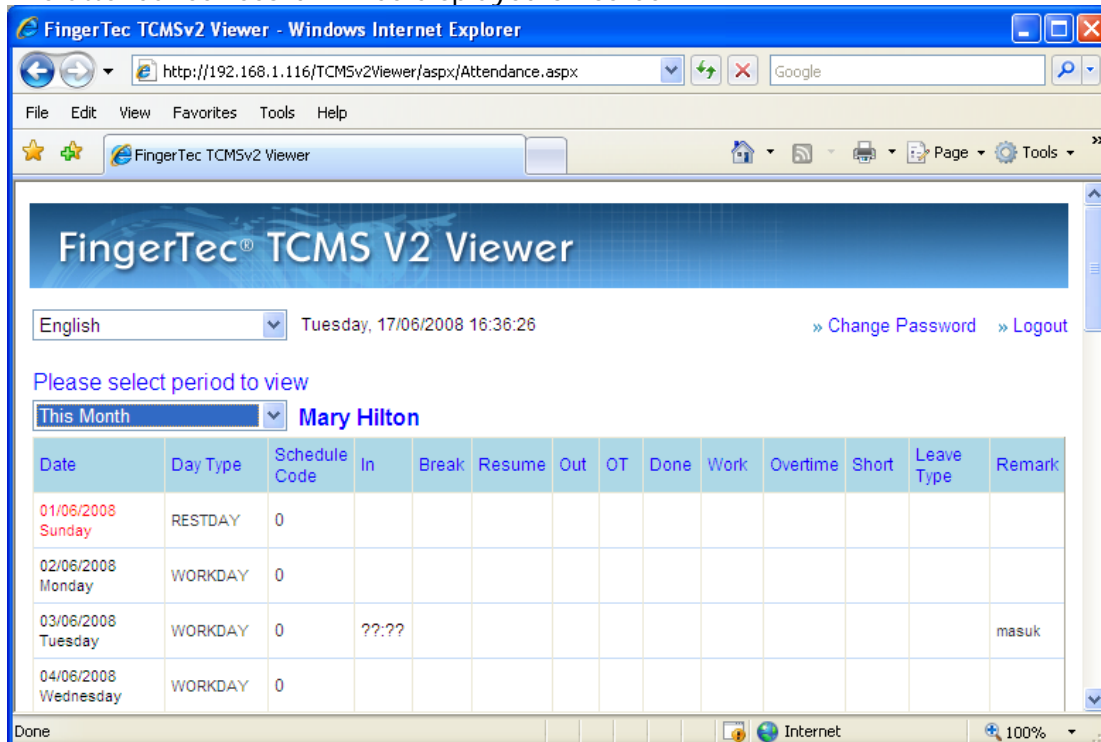 FingerTec TCMSv2 Viewer - Windows Internet Explorer
http://192.168.1.116/TCMSv2Viewer/aspx/Attendance.aspx Google
File Edit View Favorites Tools Help
FingerTec TCMSv2 Viewer Page Tools
FingerTec® TCMS V2 Viewer
English Tuesday, 17/06/2008 16:36:26 » Change Password » Logout
Please select period to view
This Month Mary Hilton
Date Day Type Schedule Code In Break Resume Out OT Done Work Overtime Short Leave Type Remark
01/06/2008 Sunday RESTDAY 0
02/06/2008 Monday WORKDAY 0
03/06/2008 Tuesday WORKDAY 0 ??:?? masuk
04/06/2008 Wednesday WORKDAY 0
Done Internet 100%